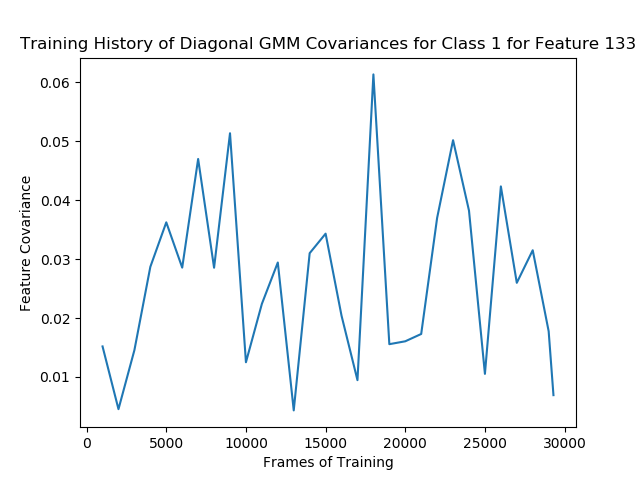 Training History of Diagonal GMM Covariances for Class 1 for Feature 133
0.06
0.05
0.04
0.03
0.02
0.01
Feature Covariance
0 5000 10000 15000 20000 25000 30000
Frames of Training